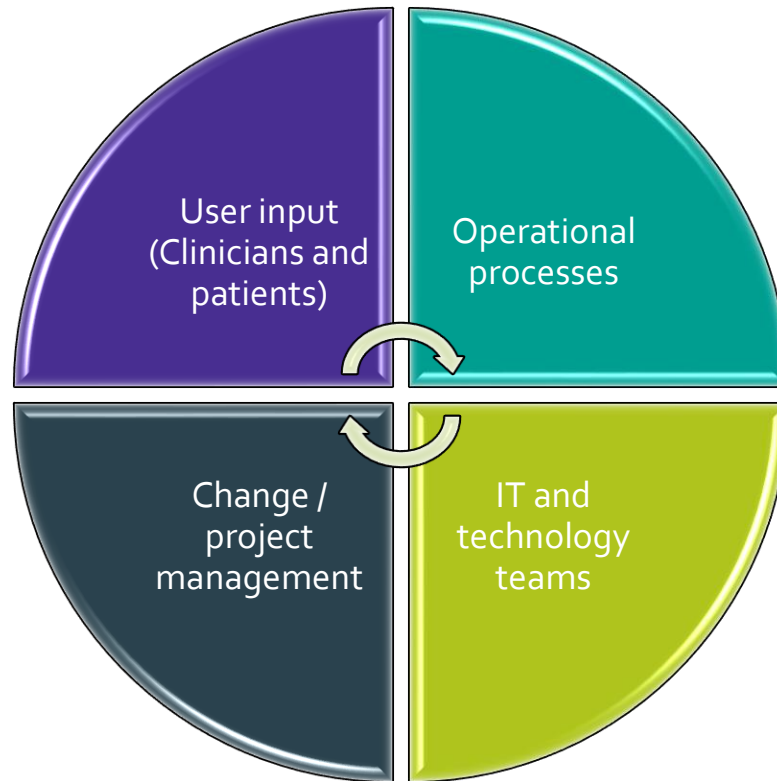 User input
(Clinicians and
patients)
Operational
processes
Change /
project
management
IT and
technology
teams